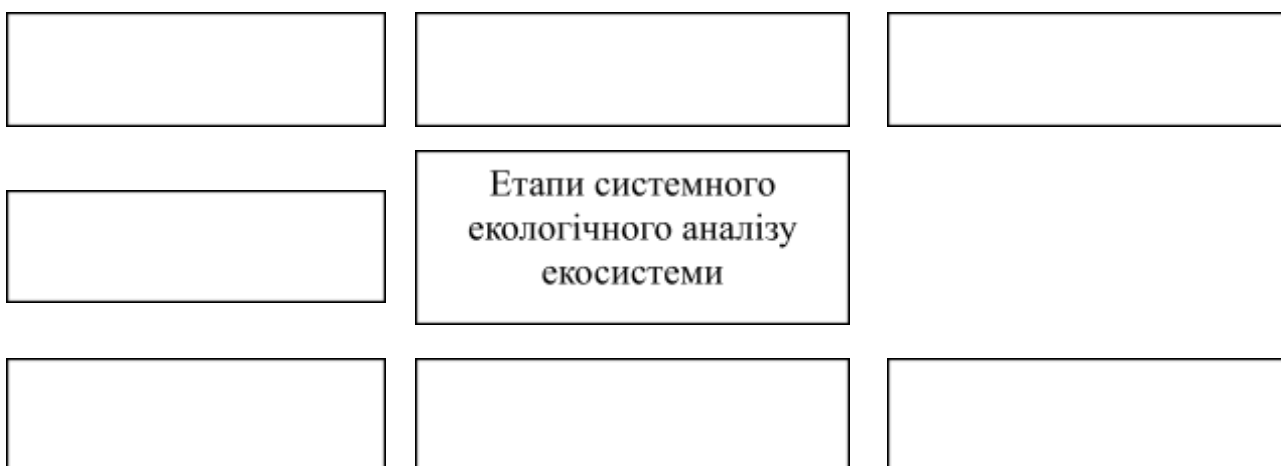 Етапи системного
екологічного аналізу
екосистеми